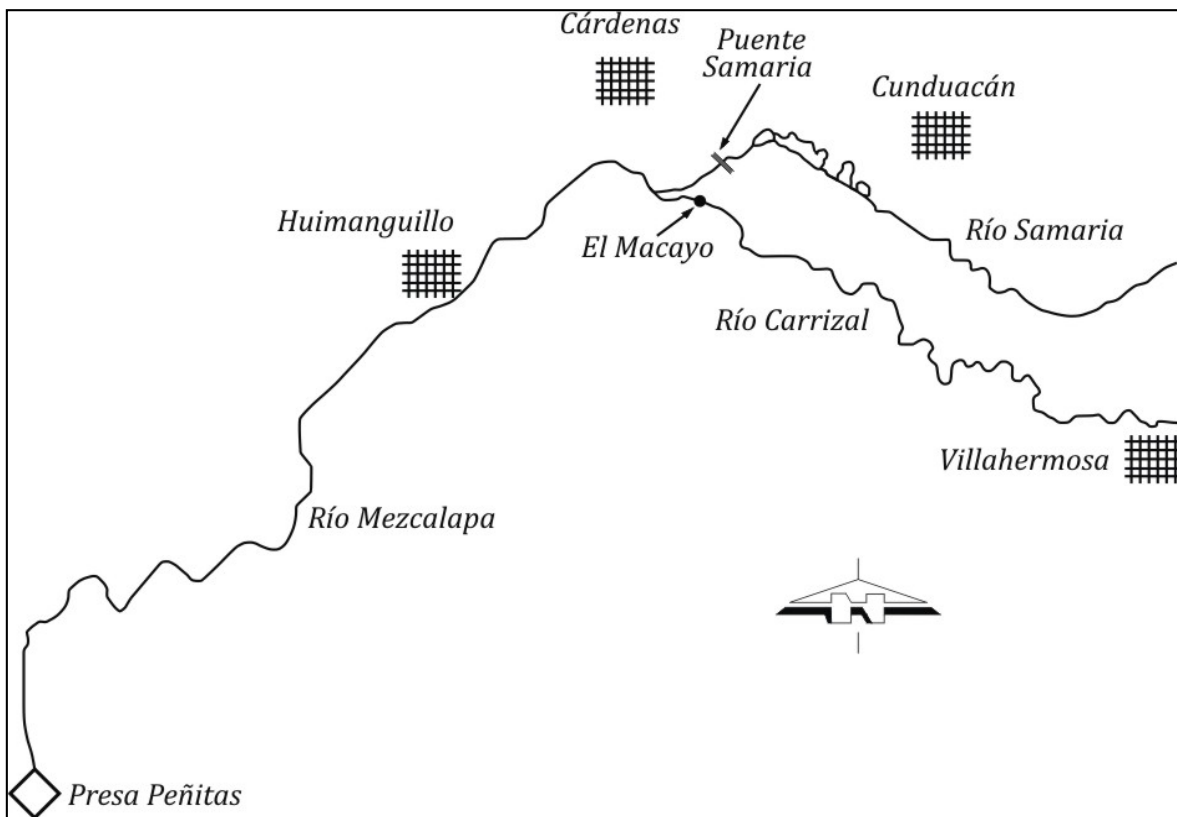 Cárdenas
Puente
Samaria
Cunduacán
Huimanguillo
El Macayo
Río Samaria
Río Carrizal
Villahermosa
Río Mezcalapa
N
Presa Peñitas